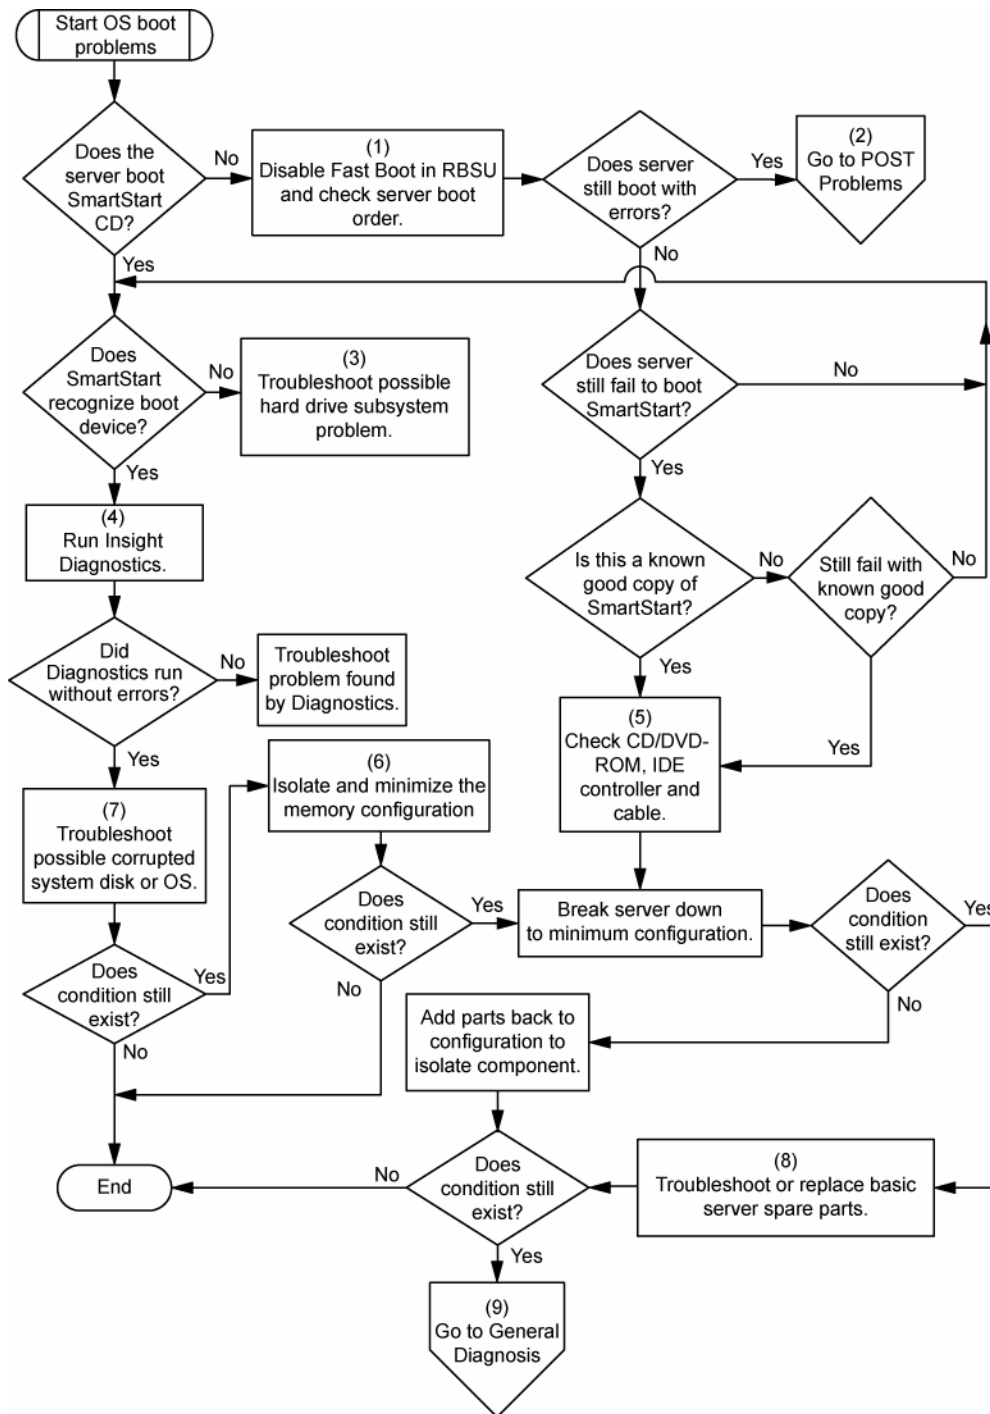 Start OS boot
problems
Does the
server boot
SmartStart
CD?
No
(1)
Disable Fast Boot in RBSU
and check server boot
order.
Does server
still boot with
errors?
Yes
(2)
Go to POST
Problems
Yes
No
Does
SmartStart
recognize boot
device?
No
(3)
Troubleshoot possible
hard drive subsystem
problem.
Does server
still fail to boot
SmartStart?
No
Yes
Yes
(4)
Run Insight
Diagnostics.
Is this a known
good copy of
SmartStart?
No
Still fail with
known good
copy?
No
Did
Diagnostics run
without errors?
No
Troubleshoot
problem found
by Diagnostics.
Yes
Yes
Yes
(5)
Check CD/DVD-
ROM, IDE
controller and
cable.
(6)
Isolate and minimize the
memory configuration
(7)
Troubleshoot
possible corrupted
system disk or OS.
Does
condition still
exist?
Yes
Break server down
to minimum configuration.
Does
condition
still exist?
Yes
Does
condition still
exist?
Yes
No
No
No
Add parts back to
configuration to
isolate component.
End
No
Does
condition still
exist?
(8)
Troubleshoot or replace basic
server spare parts.
Yes
(9)
Go to General
Diagnosis